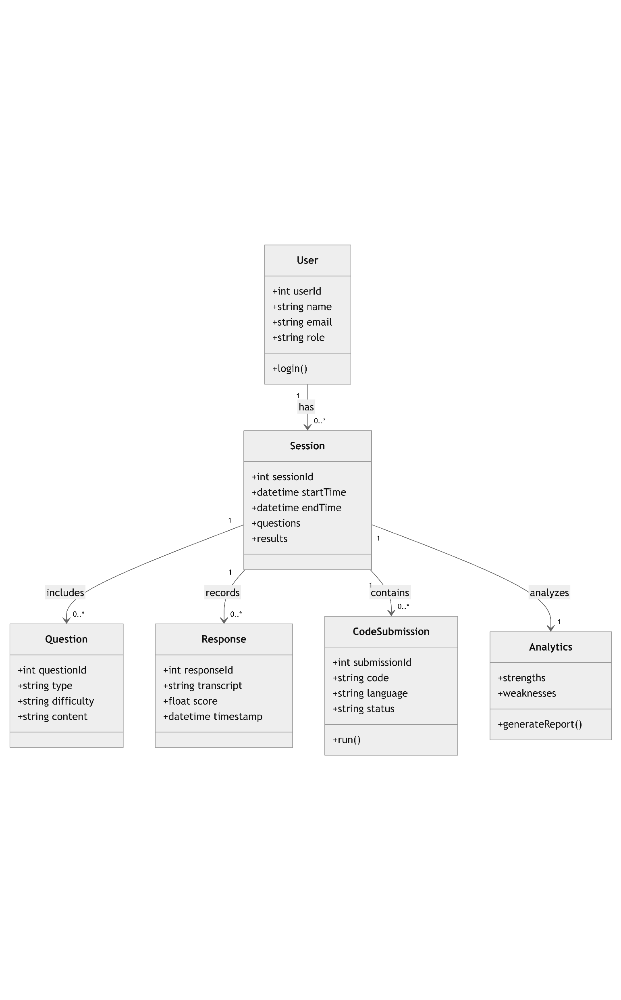 User
+int userId
+string name
+string email
+string role
+login()
1
has
0..*
Session
+int sessionId
+datetime startTime
+datetime endTime
+questions
+results
1
1
1
1
includes
records
contains
analyzes
0..*
0..*
0..*
1
Question
+int questionId
+string type
+string difficulty
+string content
Response
+int responseId
+string transcript
+float score
+datetime timestamp
CodeSubmission
+int submissionId
+string code
+string language
+string status
+run()
Analytics
+strengths
+weaknesses
+generateReport()